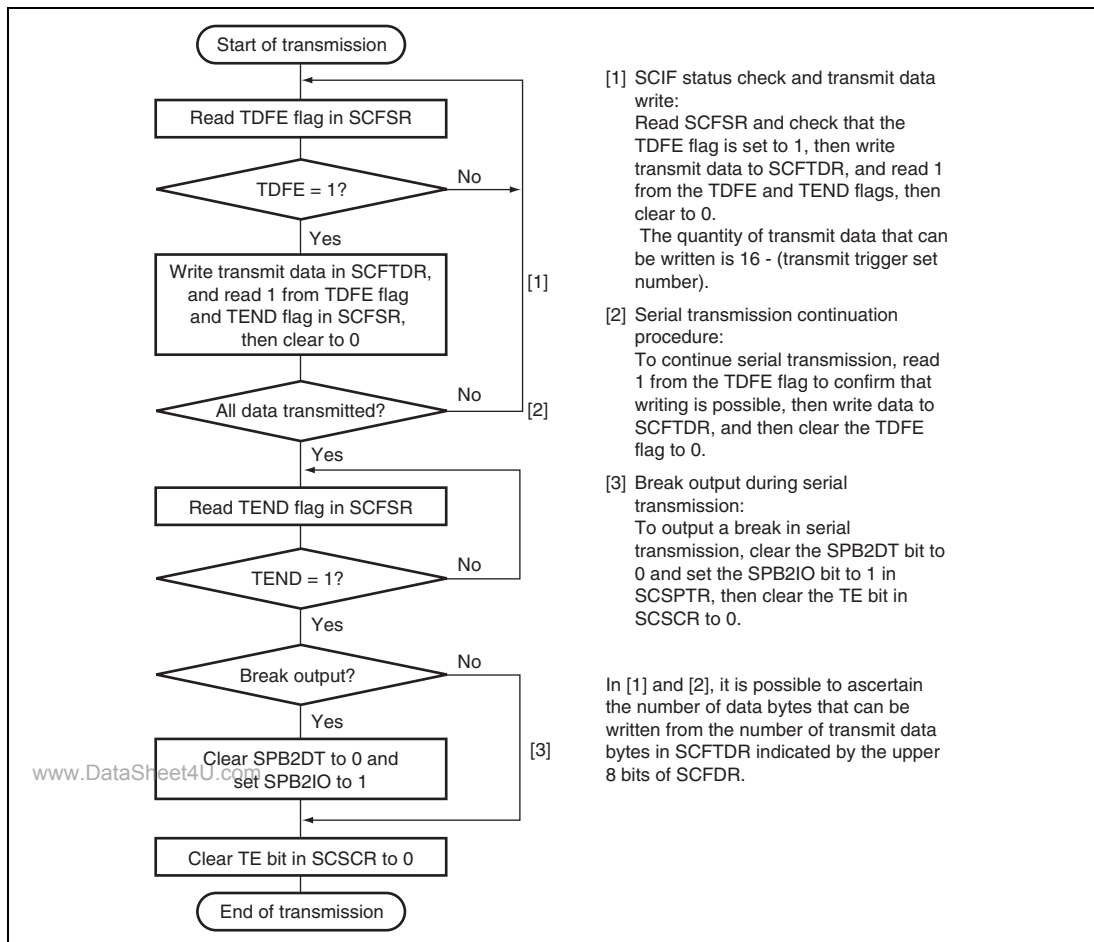 Start of transmission
Read TDFE flag in SCFSR
TDFE = 1?
No
Yes
Write transmit data in SCFTDR,
and read 1 from TDFE flag
and TEND flag in SCFSR,
then clear to 0
[1]
All data transmitted?
No
[2]
Yes
Read TEND flag in SCFSR
TEND = 1?
No
Yes
Break output?
No
Yes
Clear SPB2DT to 0 and
set SPB2IO to 1
[3]
Clear TE bit in SCSCR to 0
End of transmission
[1] SCIF status check and transmit data
write:
Read SCFSR and check that the
TDFE flag is set to 1, then write
transmit data to SCFTDR, and read 1
from the TDFE and TEND flags, then
clear to 0.
The quantity of transmit data that can
be written is 16 - (transmit trigger set
number).
[2] Serial transmission continuation
procedure:
To continue serial transmission, read
1 from the TDFE flag to confirm that
writing is possible, then write data to
SCFTDR, and then clear the TDFE
flag to 0.
[3] Break output during serial
transmission:
To output a break in serial
transmission, clear the SPB2DT bit to
0 and set the SPB2IO bit to 1 in
SCSPTR, then clear the TE bit in
SCSCR to 0.
In [1] and [2], it is possible to ascertain
the number of data bytes that can be
written from the number of transmit data
bytes in SCFTDR indicated by the upper
8 bits of SCFDR.
www.DataSheet4U.com